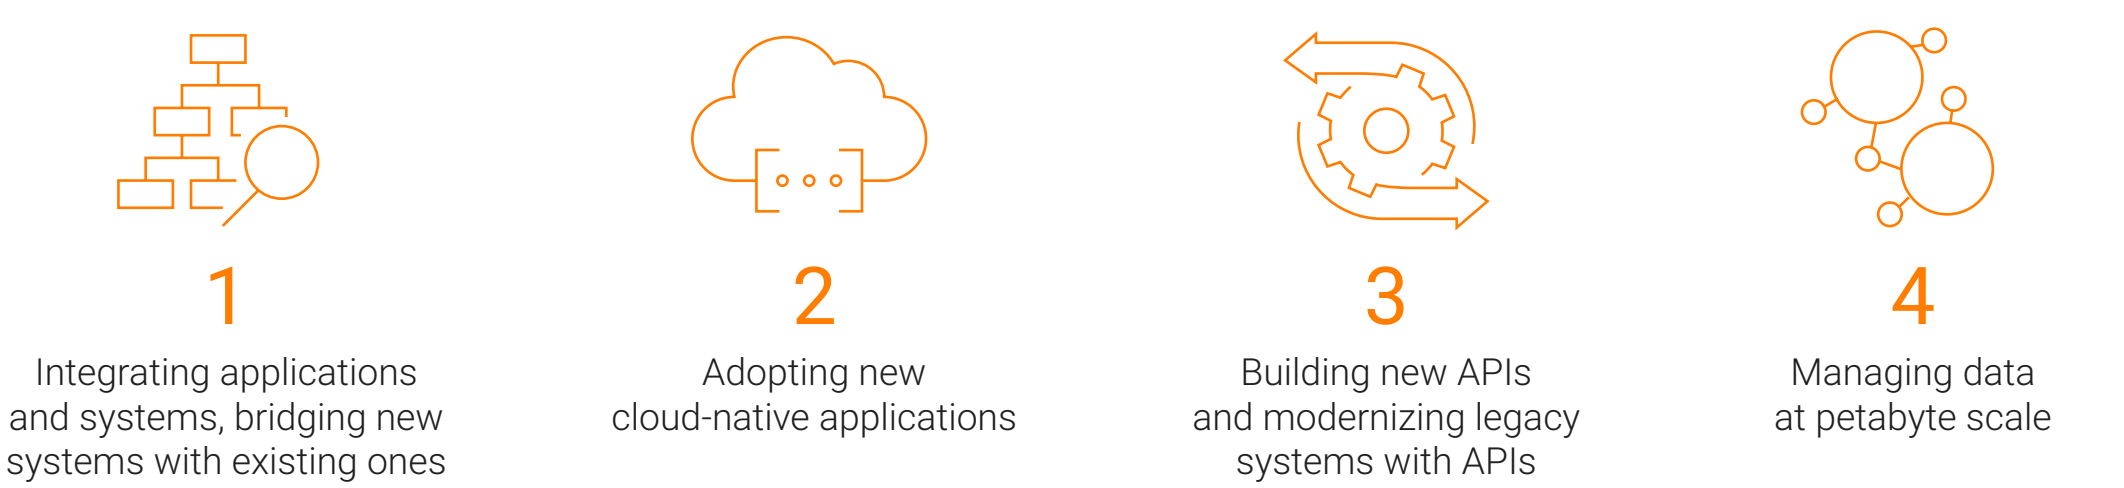 1
Integrating applications
and systems, bridging new
systems with existing ones
2
Adopting new
cloud-native applications
3
Building new APIs
and modernizing legacy
systems with APIs
4
Managing data
at petabyte scale